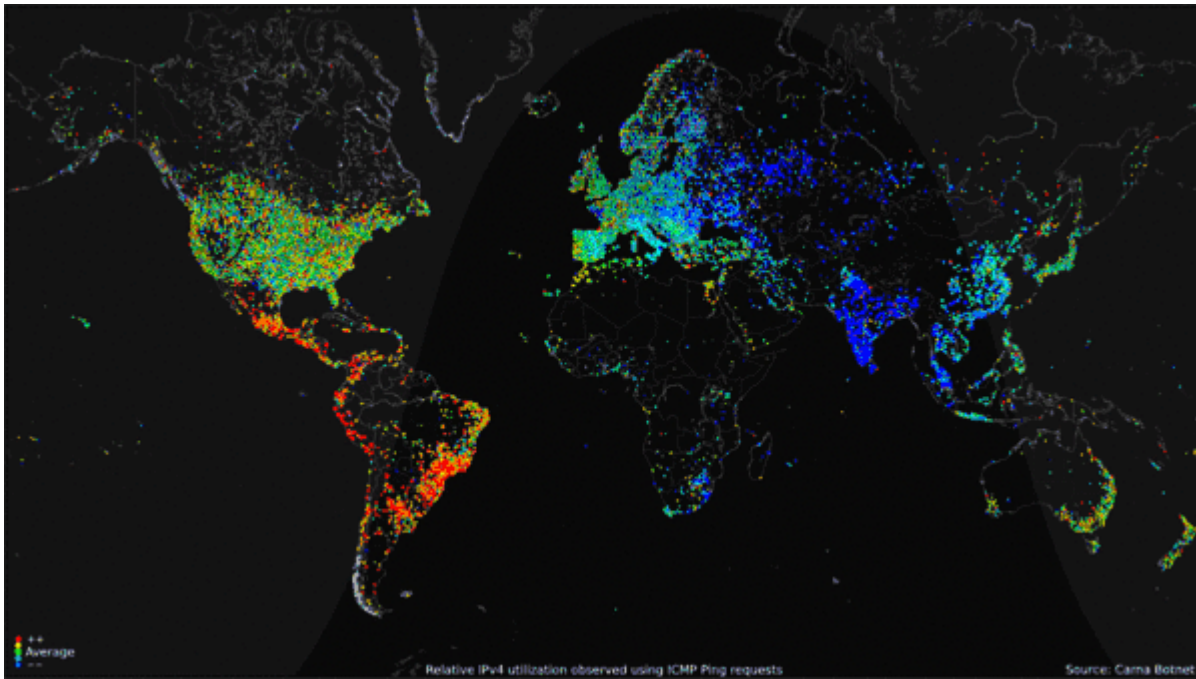 ++
Average
--
Relative IPv4 utilization observed using ICMP Ping requests
Source: Carna Botnet